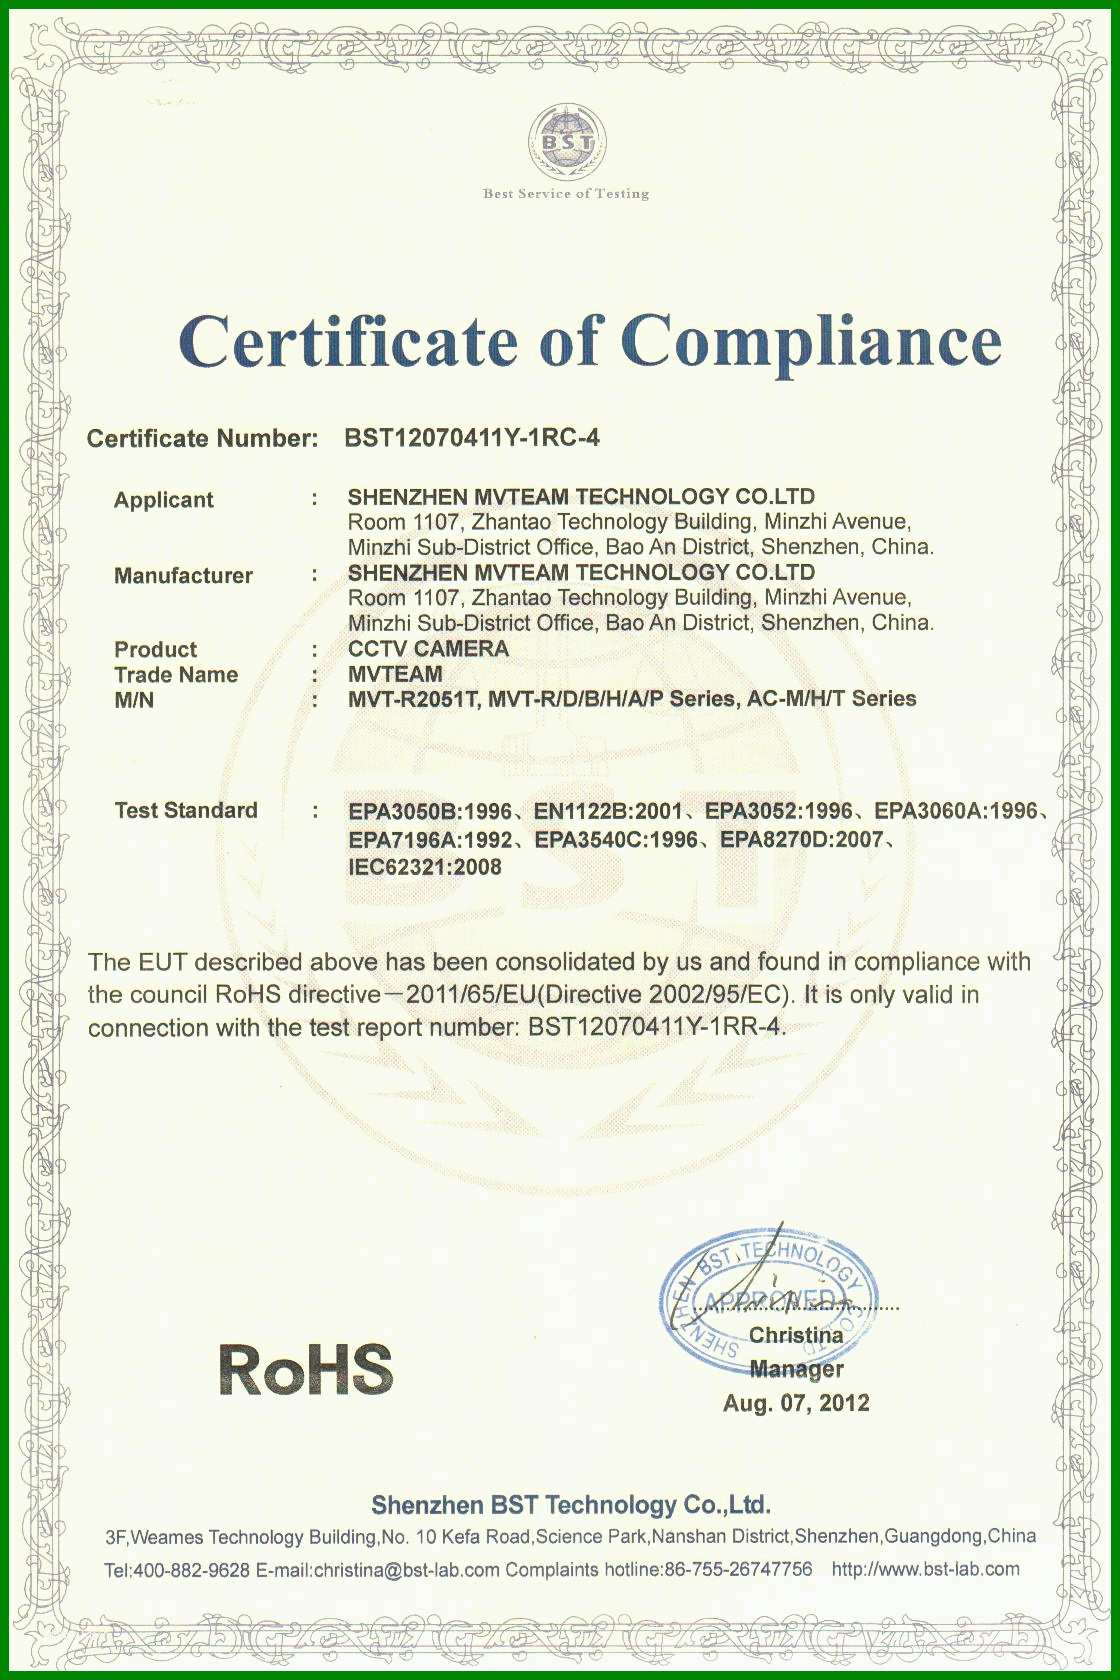 BST
Best Service of Testing
Certificate of Compliance
Certificate Number: BST12070411Y-1RC-4
Applicant : SHENZHEN MVTEAM TECHNOLOGY CO.LTD
Room 1107, Zhantao Technology Building, Minzhi Avenue,
Minzhi Sub-District Office, Bao An District, Shenzhen, China.
Manufacturer : SHENZHEN MVTEAM TECHNOLOGY CO.LTD
Room 1107, Zhantao Technology Building, Minzhi Avenue,
Minzhi Sub-District Office, Bao An District, Shenzhen, China.
Product : CCTV CAMERA
Trade Name : MVTEAM
M/N : MVT-R2051T, MVT-R/D/B/H/A/P Series, AC-M/H/T Series
Test Standard : EPA3050B:1996、EN1122B:2001、EPA3052:1996、EPA3060A:1996、
EPA7196A:1992、EPA3540C:1996、EPA8270D:2007、
IEC62321:2008
BST
The EUT described above has been consolidated by us and found in compliance with
the council RoHS directive—2011/65/EU(Directive 2002/95/EC). It is only valid in
connection with the test report number: BST12070411Y-1RR-4.
SHENZHEN BST TECHNOLOGY CO.,LTD
APPROVED
Christina
Manager
Aug. 07, 2012
RoHS
Shenzhen BST Technology Co.,Ltd.
3F,Weames Technology Building,No. 10 Kefa Road,Science Park,Nanshan District,Shenzhen,Guangdong,China
Tel:400-882-9628 E-mail:christina@bst-lab.com Complaints hotline:86-755-26747756 http://www.bst-lab.com